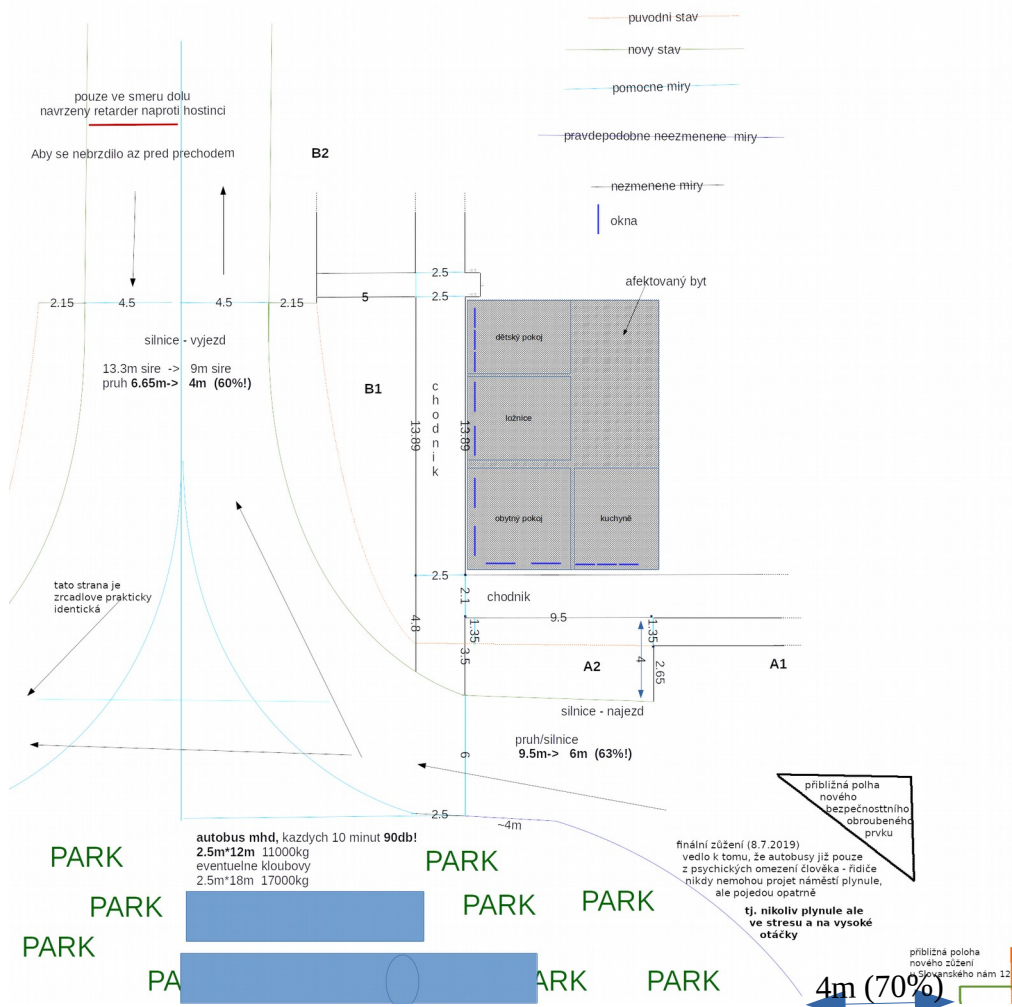 puvodni stav
novy stav
pomocne miry
pravdepodobne neezmenene miry
nezmenene miry
okna
pouze ve smeru dolu
navrzeny retarder naproti hostinci
Aby se nebrzdilo az pred prechodem
B2
afektovaný byt
2.5
2.5
5
2.15
4.5
4.5
2.15
silnice - vyjezd
13.3m sire -> 9m sire
pruh 6.65m-> 4m (60%!)
B1
chodnik
13.89
13.89
dětský pokoj
ložnice
obytný pokoj
kuchyně
tato strana je
zrcadlove prakticky
identická
2.5
2.1
chodnik
4.8
1.35
9.5
1.35
3.5
A2
4
2.65
A1
silnice - najezd
pruh/silnice
9.5m-> 6m (63%!)
6
2.5
~4m
přibližná polha
nového
bezpečnosttního
obroubeného
prvku
autobus mhd, kazdych 10 minut 90db!
2.5m*12m 11000kg
eventuelne kloubovy
2.5m*18m 17000kg
finální zúžení (8.7.2019)
vedlo k tomu, že autobusy již pouze
z psychických omezení člověka - řidiče
nikdy nemohou projet náměstí plynule,
ale pojedou opatrně
tj. nikoliv plynule ale
ve stresu a na vysoké
otáčky
PARK
PARK
PARK
PARK
PARK
PARK
PA
ARK
PARK
přibližná poloha
nového zúžení
u Slovanského nám 12
4m (70%)